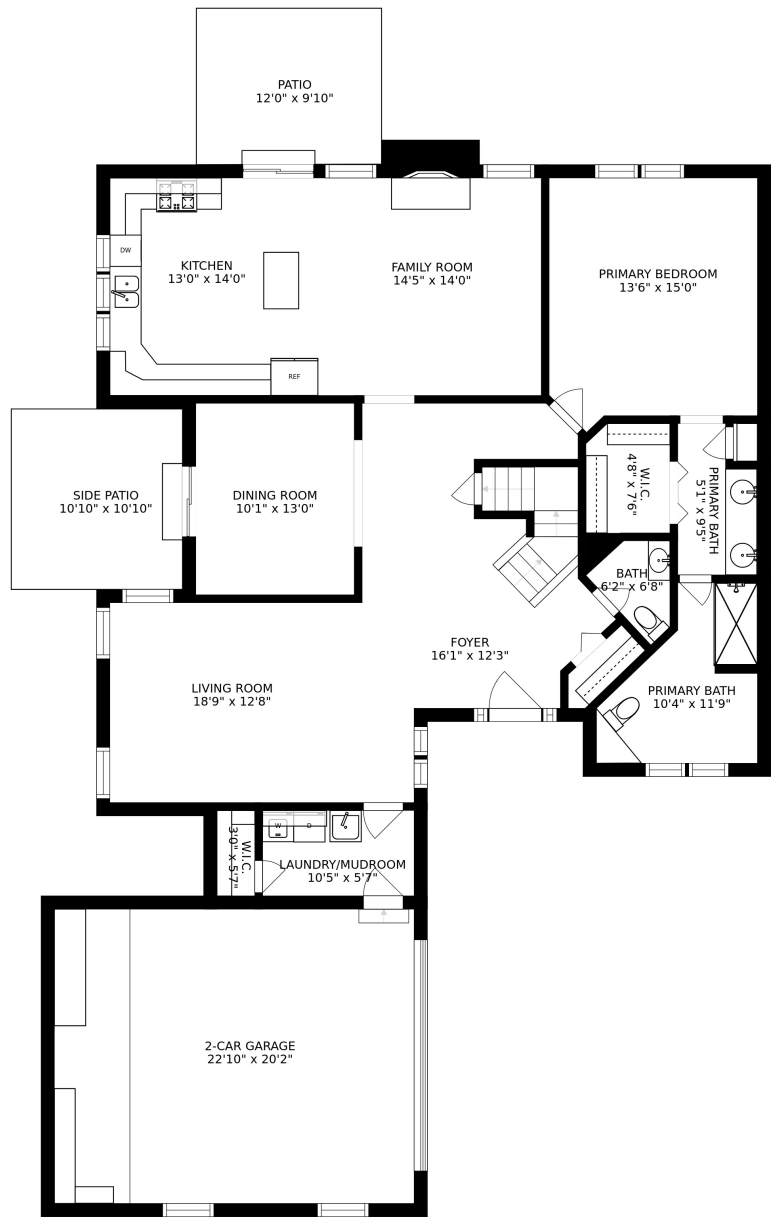 PATIO
12'0" x 9'10"
KITCHEN
13'0" x 14'0"
DW
FAMILY ROOM
14'5" x 14'0"
PRIMARY BEDROOM
13'6" x 15'0"
REF
SIDE PATIO
10'10" x 10'10"
DINING ROOM
10'1" x 13'0"
W.I.C.
4'8" x 7'6"
PRIMARY BATH
5'1" x 9'5"
BATH
6'2" x 6'8"
FOYER
16'1" x 12'3"
LIVING ROOM
18'9" x 12'8"
PRIMARY BATH
10'4" x 11'9"
W.I.C.
3'0" x 5'7"
W
D
LAUNDRY/MUDROOM
10'5" x 5'7"
2-CAR GARAGE
22'10" x 20'2"